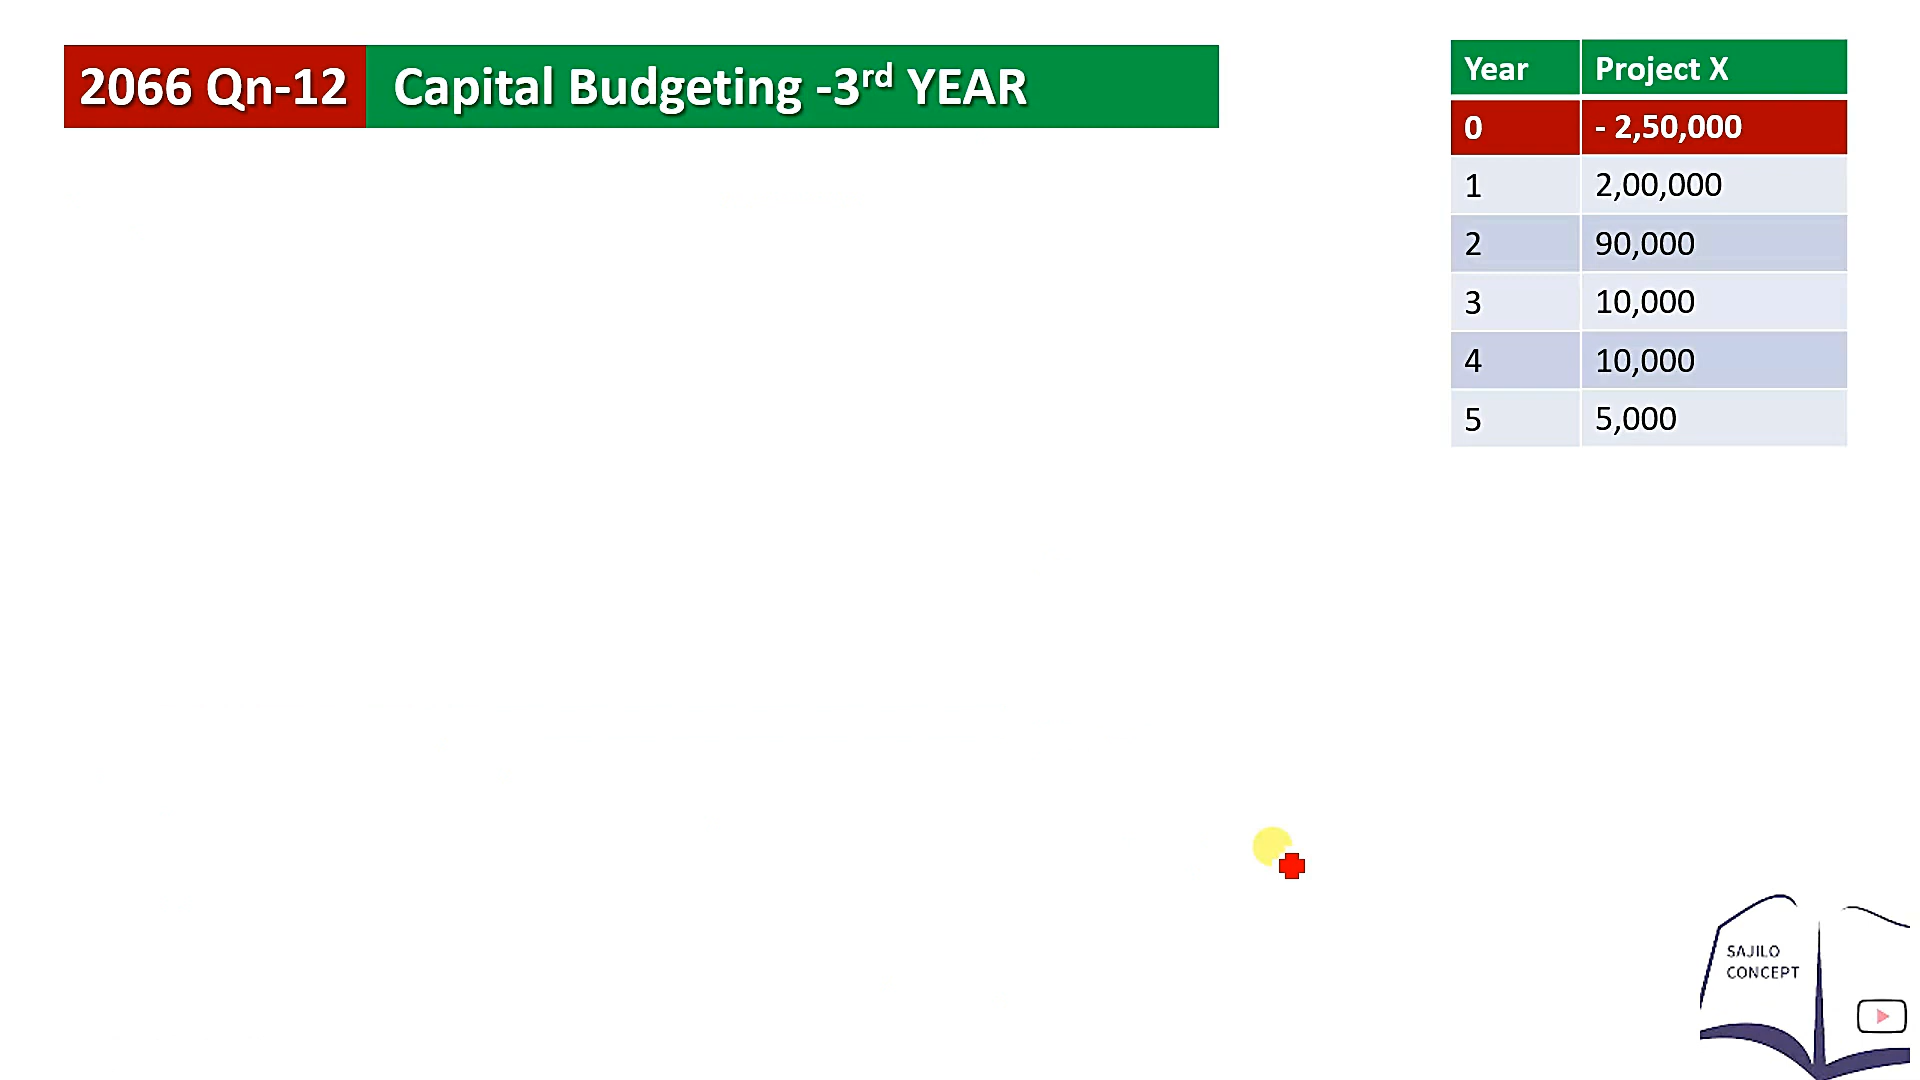 2066 Qn-12 Capital Budgeting -3rd YEAR
Year Project X
0 - 2,50,000
1 2,00,000
2 90,000
3 10,000
4 10,000
5 5,000
SAJILO
CONCEPT